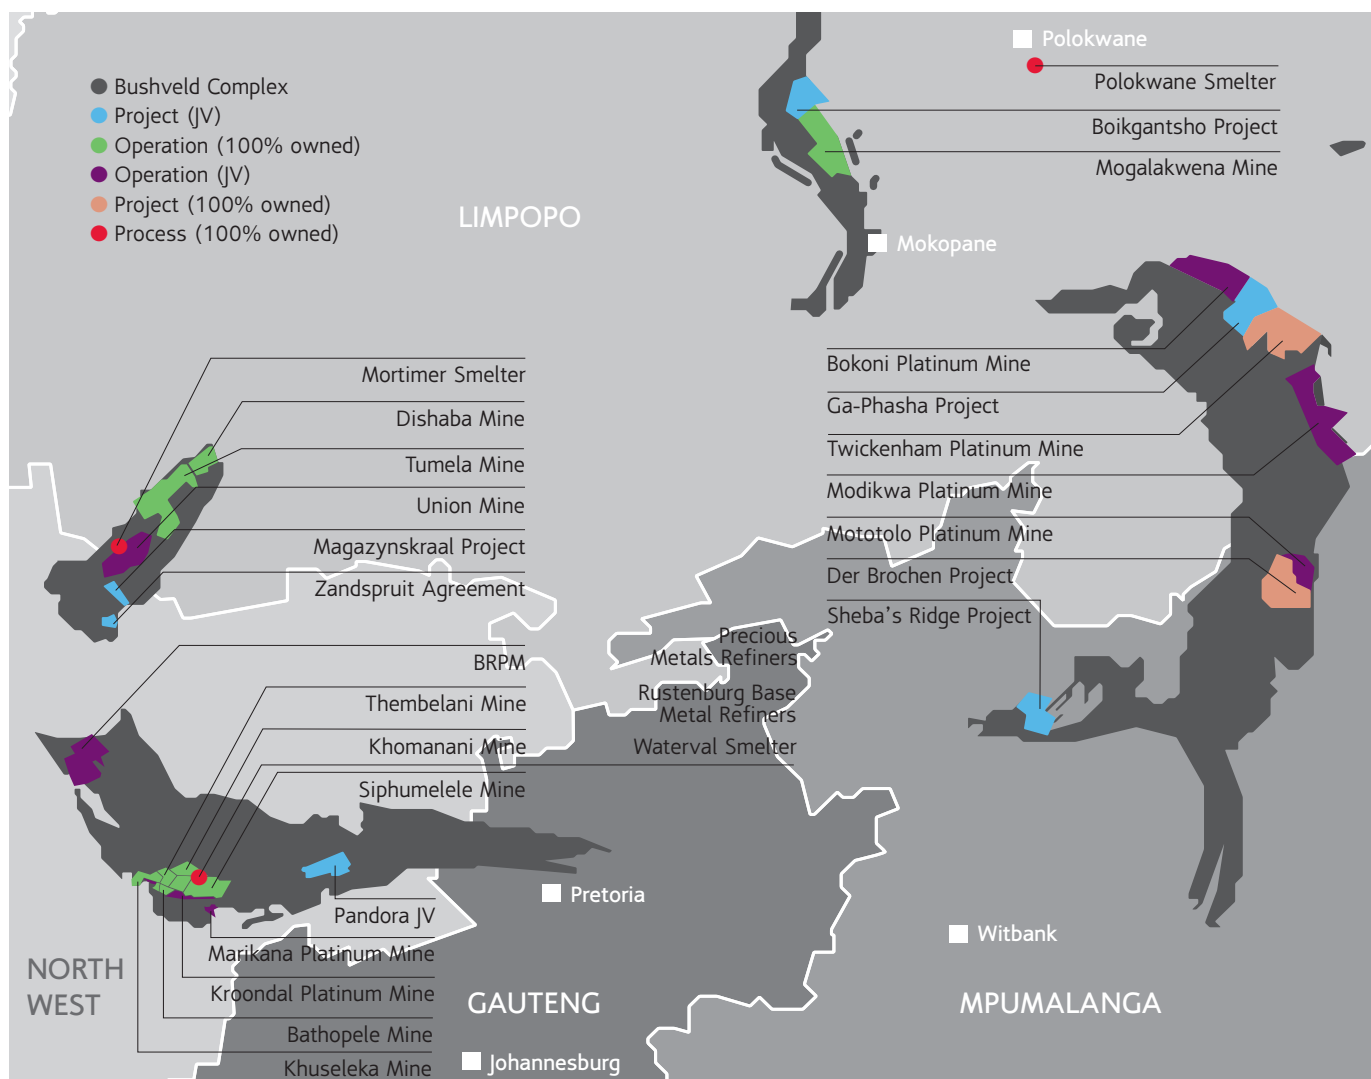 Bushveld Complex
Project (JV)
Operation (100% owned)
Operation (JV)
Project (100% owned)
Process (100% owned)
LIMPOPO
Polokwane
Polokwane Smelter
Boikgantsho Project
Mogalakwena Mine
Mokopane
Mortimer Smelter
Dishaba Mine
Tumela Mine
Union Mine
Magazynskraal Project
Zandspruit Agreement
Bokoni Platinum Mine
Ga-Phasha Project
Twickenham Platinum Mine
Modikwa Platinum Mine
Mototolo Platinum Mine
Der Brochen Project
Sheba's Ridge Project
BRPM
Thembelani Mine
Khomanani Mine
Siphumelele Mine
Precious
Metals Refiners
Rustenburg Base
Metal Refiners
Waterval Smelter
Pretoria
Pandora JV
Marikana Platinum Mine
Kroondal Platinum Mine
Bathopele Mine
Khuseleka Mine
NORTH
WEST
GAUTENG
Johannesburg
Witbank
MPUMALANGA